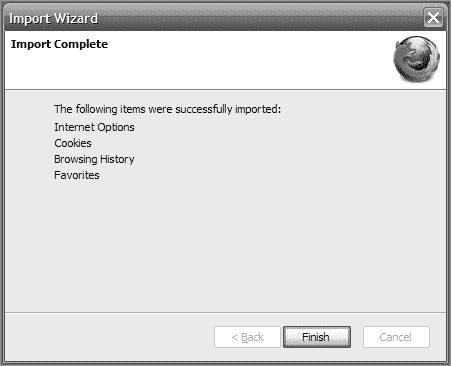 Import Wizard
Import Complete
The following items were successfully imported:
Internet Options
Cookies
Browsing History
Favorites
< Back
Finish
Cancel